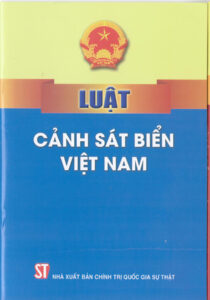 LUẬT
CẢNH SÁT BIỂN
VIỆT NAM
ST NHÀ XUẤT BẢN CHÍNH TRỊ QUỐC GIA SỰ THẬT